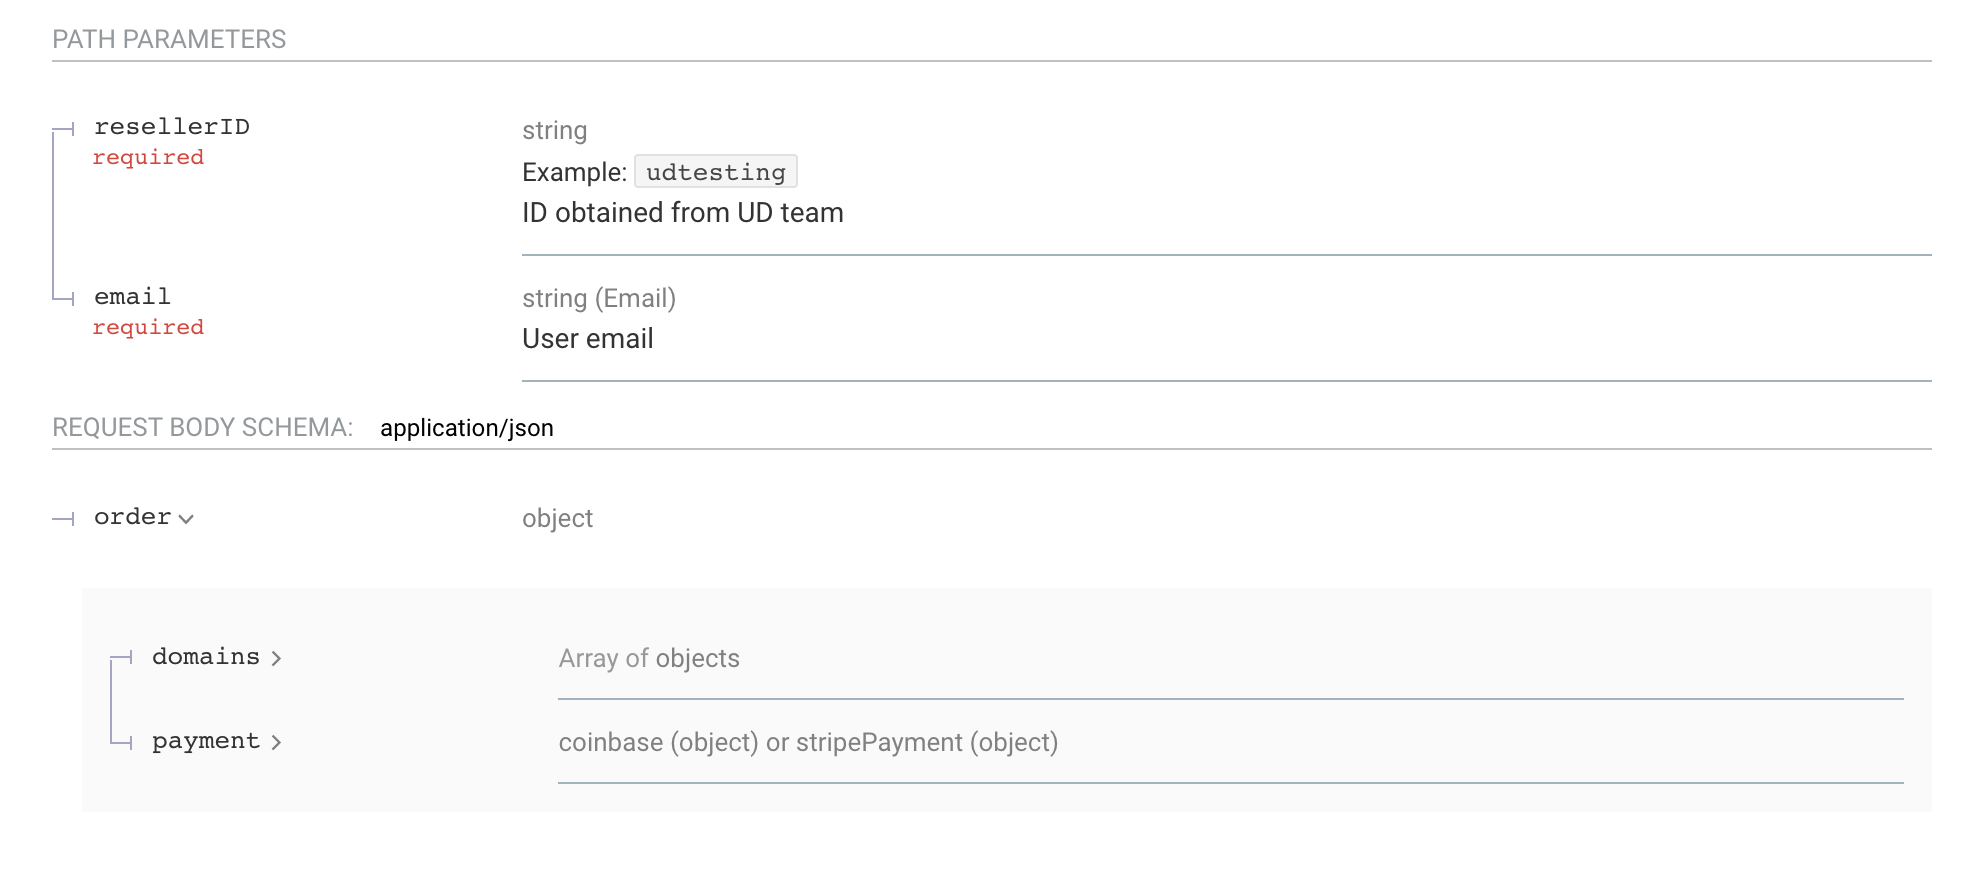 PATH PARAMETERS
resellerID
required
string
Example: udtesting
ID obtained from UD team
email
required
string (Email)
User email
REQUEST BODY SCHEMA: application/json
order
object
domains
Array of objects
payment
coinbase (object) or stripePayment (object)